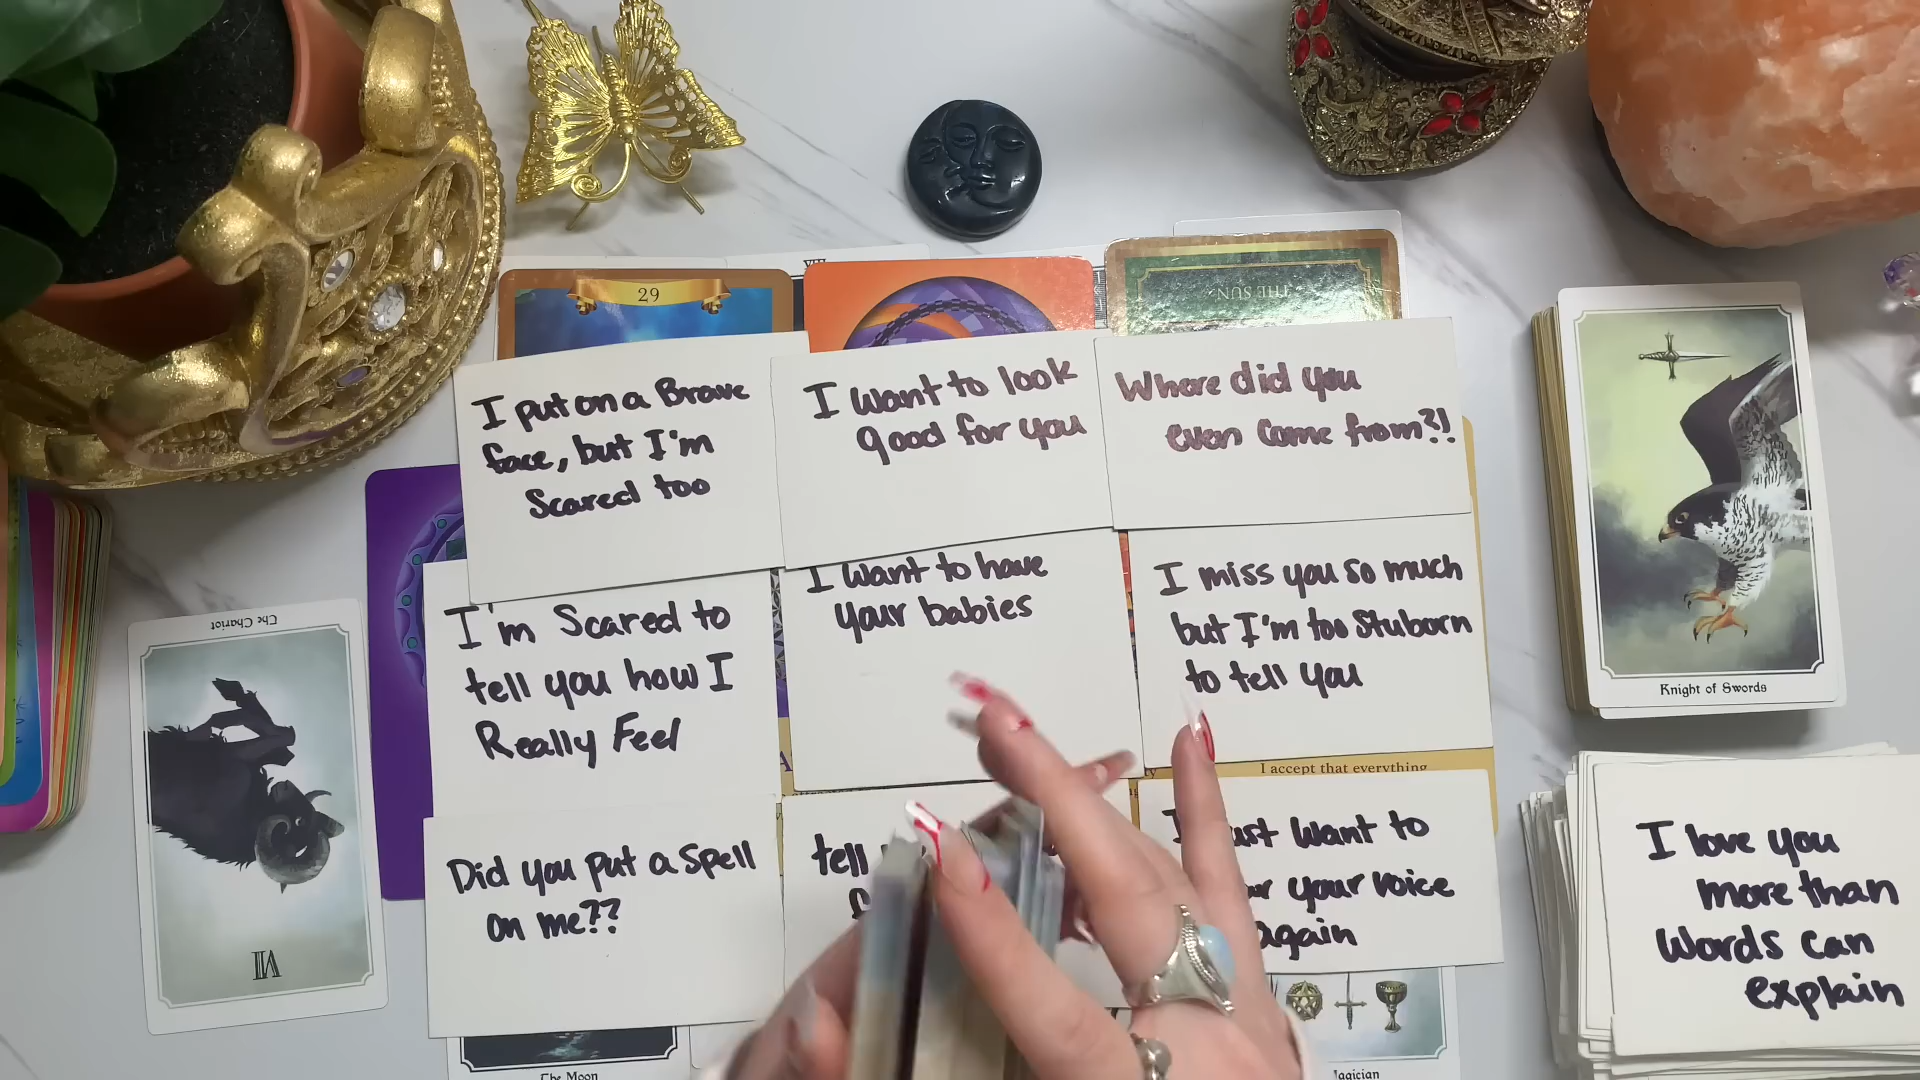 29
VII
THE SUN
I put on a Brave
face, but I'm
Scared too
I want to look
good for you
Where did you
even come from?!
I'm Scared to
tell you how I
Really Feel
I want to have
your babies
I miss you so much
but I'm too Stuborn
to tell you
I accept that everything
Did you put a Spell
on me??
tell
want to
your voice
again
The Chariot
VII
Knight of Swords
I love you
more than
Words can
explain
The Moon